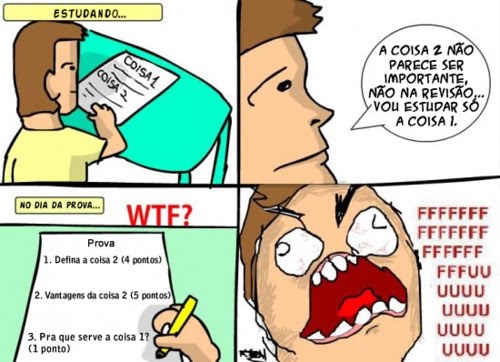 ESTUDANDO...
COISA 1
COISA 2
A COISA 2 NÃO
PARECE SER
IMPORTANTE,
NÃO NA REVISÃO...
VOU ESTUDAR SÓ
A COISA 1.
NO DIA DA PROVA...
WTF?
Prova
1. Defina a coisa 2 (4 pontos)
2. Vantagens da coisa 2 (5 pontos)
3. Pra que serve a coisa 1?
(1 ponto)
FFFFFFF
FFFFFFF
FFFFFF
FFFUU
UUUU
UUUU
UUUU
UUUU